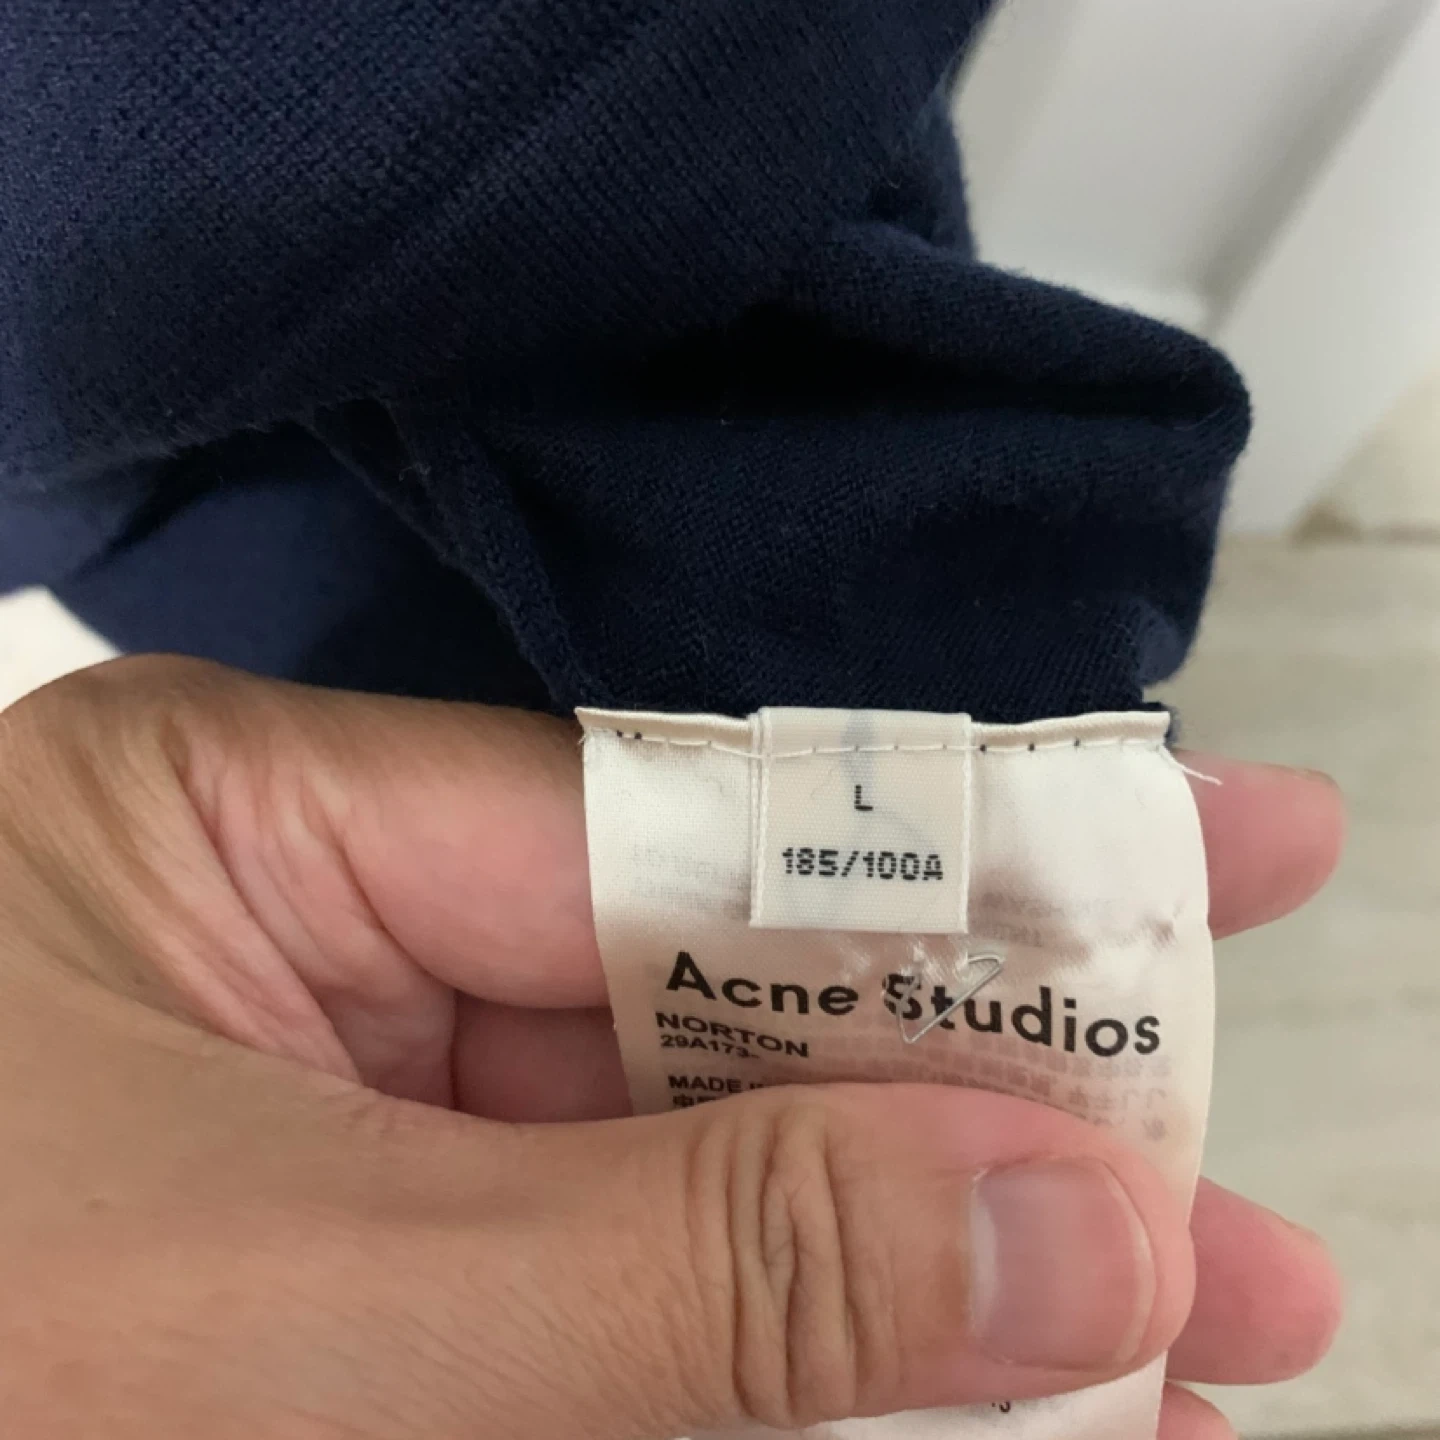 L
185/100A
Acne Studios
NORTON
29A173-
MADE